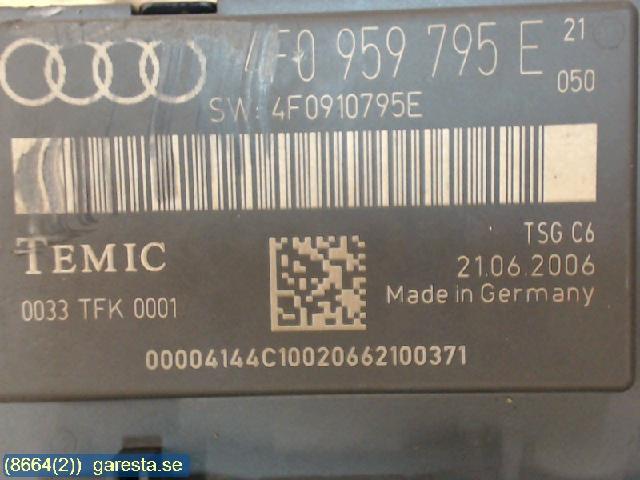 4F0 959 795 E 21
050
SW: 4F0910795E
TEMIC
TSG C6
21.06.2006
0033 TFK 0001
Made in Germany
00004144C10020662100371
(8664(2)) garesta.se